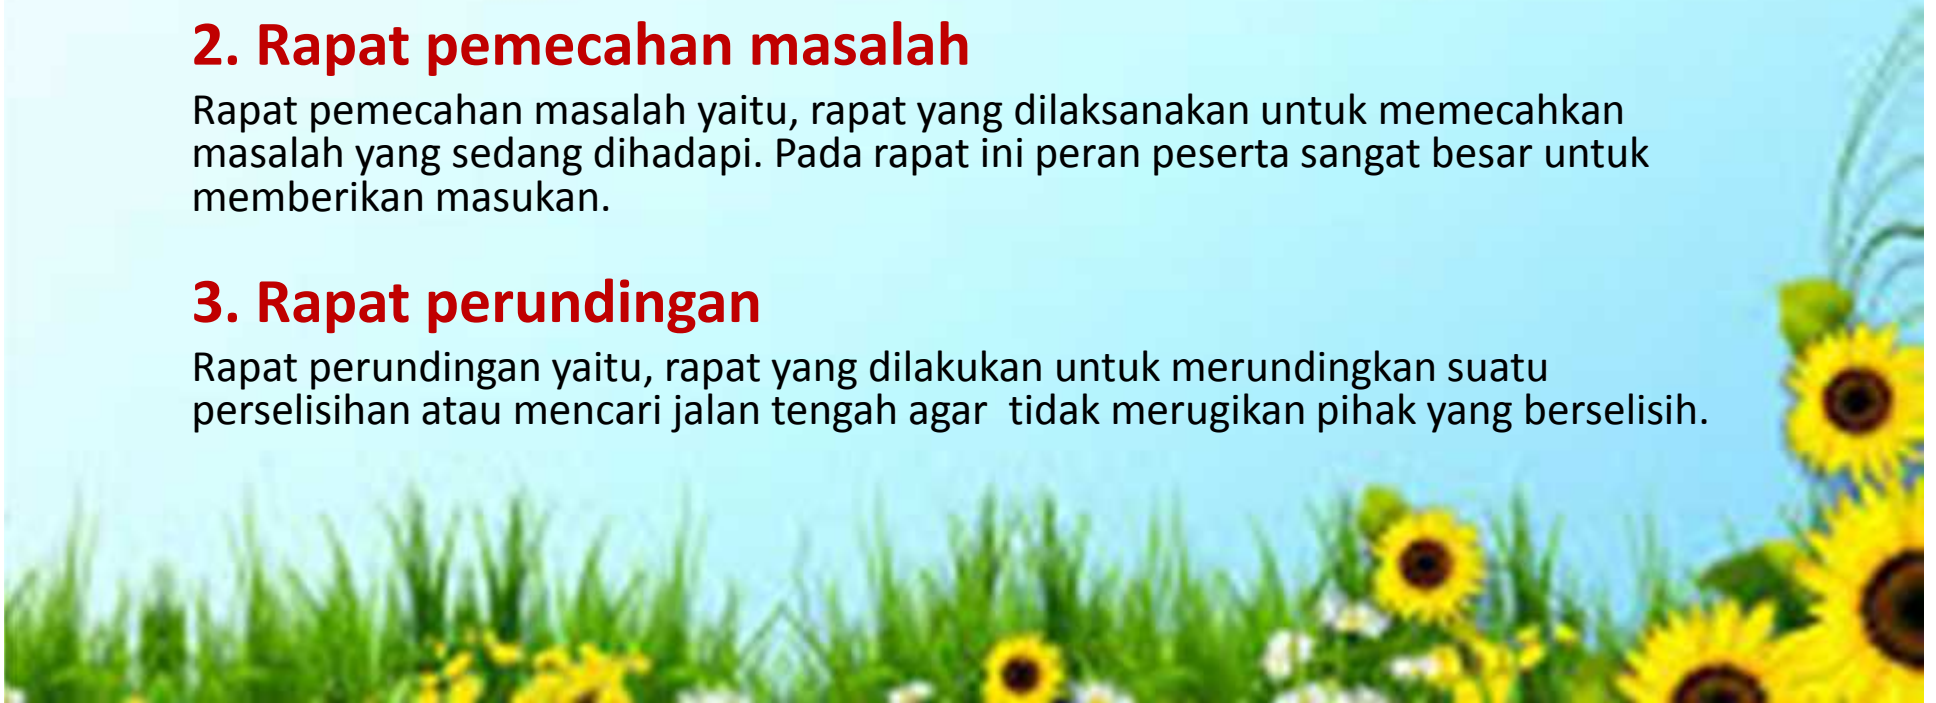 2. Rapat pemecahan masalah
Rapat pemecahan masalah yaitu, rapat yang dilaksanakan untuk memecahkan
masalah yang sedang dihadapi. Pada rapat ini peran peserta sangat besar untuk
memberikan masukan.
3. Rapat perundingan
Rapat perundingan yaitu, rapat yang dilakukan untuk merundingkan suatu
perselisihan atau mencari jalan tengah agar  tidak merugikan pihak yang berselisih.